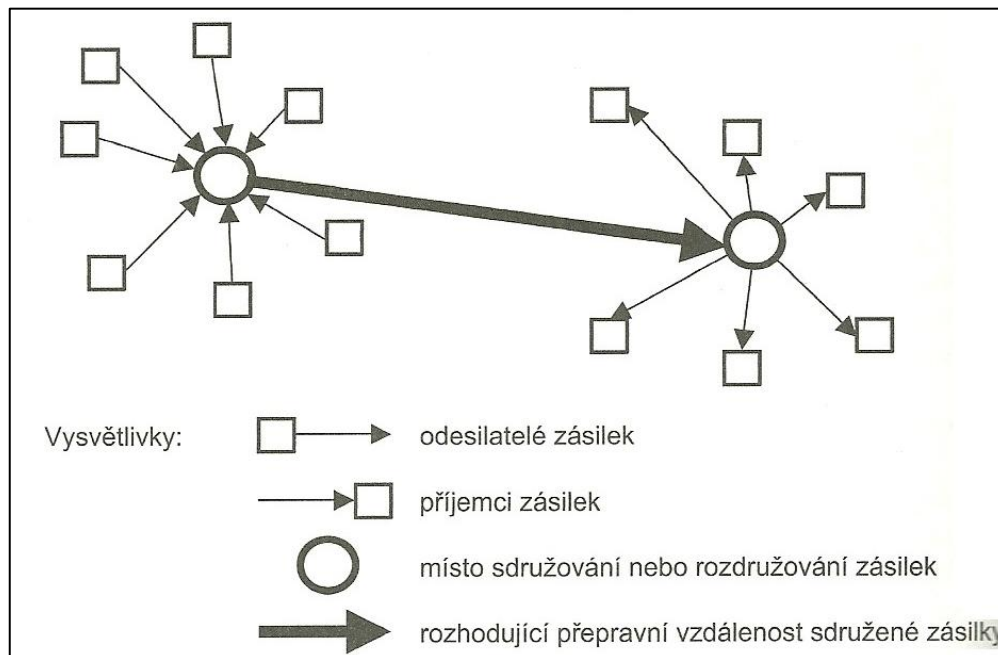 Vysvětlivky:
odesilatelé zásilek
příjemci zásilek
místo sdružování nebo rozdružování zásilek
rozhodující přepravní vzdálenost sdružené zásilky